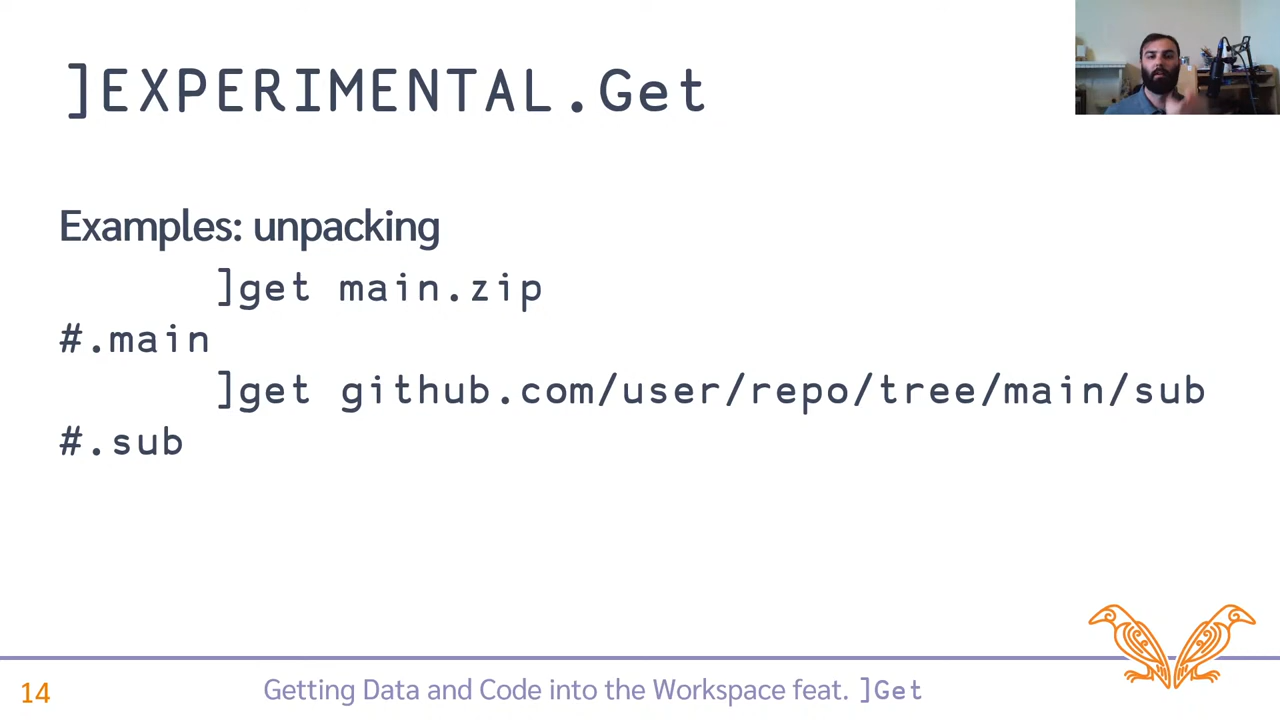 ]EXPERIMENTAL.Get
Examples: unpacking
]get main.zip
#.main
]get github.com/user/repo/tree/main/sub
#.sub
14
Getting Data and Code into the Workspace feat. ]Get